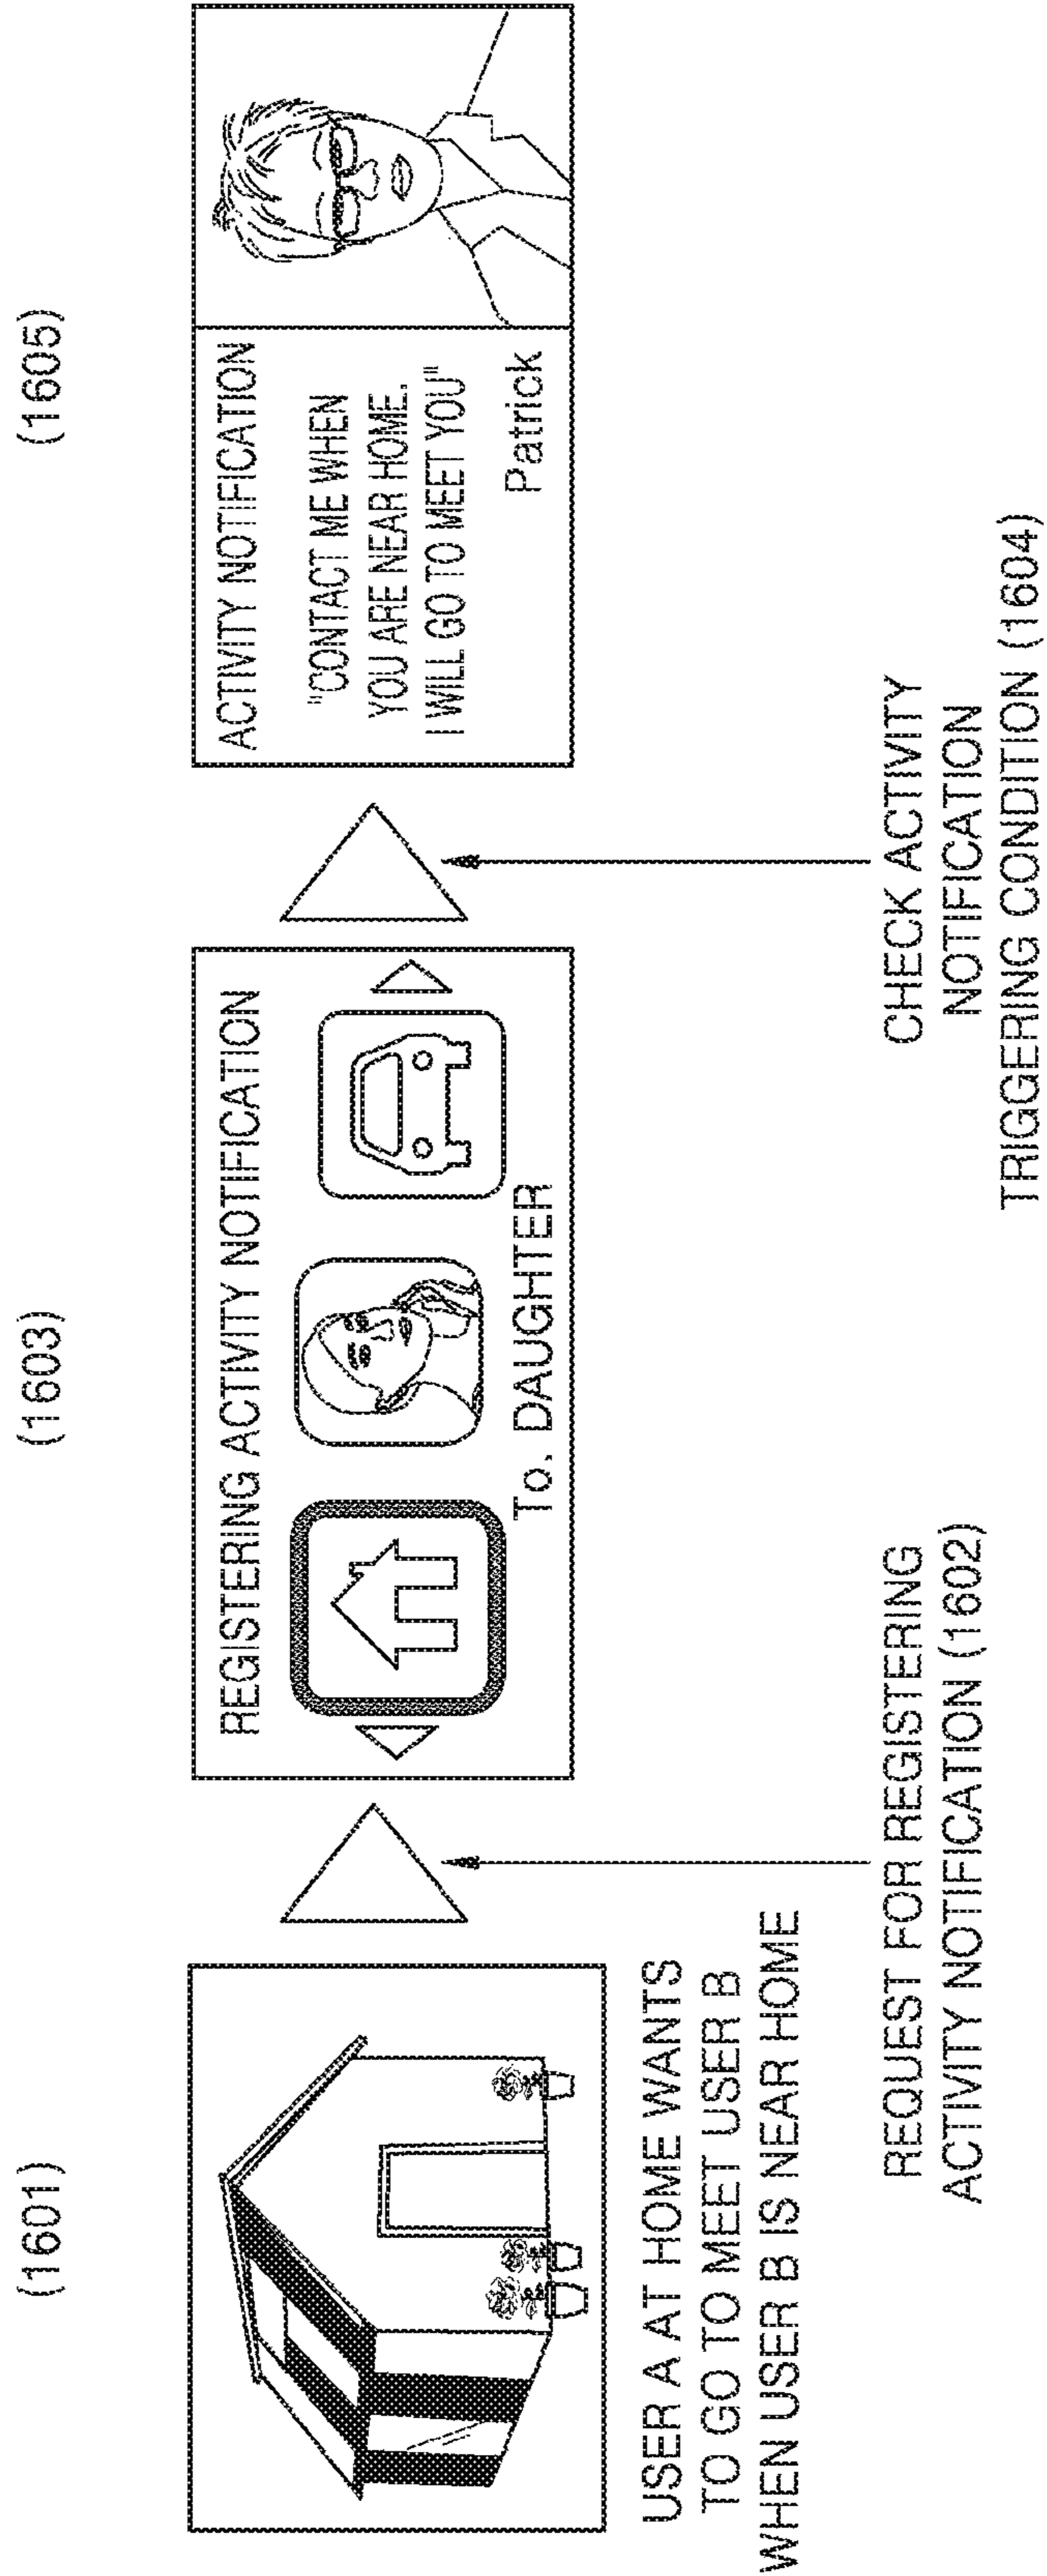 (1601)
(1603)
(1605)
USER A AT HOME WANTS
TO GO TO MEET USER B
WHEN USER B IS NEAR HOME
REQUEST FOR REGISTERING
ACTIVITY NOTIFICATION (1602)
REGISTERING ACTIVITY NOTIFICATION
To. DAUGHTER
CHECK ACTIVITY
NOTIFICATION
TRIGGERING CONDITION (1604)
ACTIVITY NOTIFICATION
"CONTACT ME WHEN
YOU ARE NEAR HOME.
I WILL GO TO MEET YOU"
Patrick